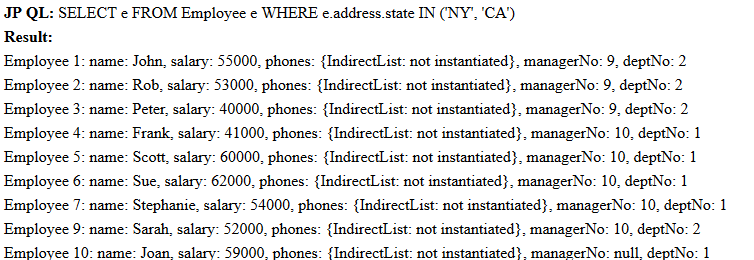 JP QL: SELECT e FROM Employee e WHERE e.address.state IN ('NY', 'CA')
Result:
Employee 1: name: John, salary: 55000, phones: {IndirectList: not instantiated}, managerNo: 9, deptNo: 2
Employee 2: name: Rob, salary: 53000, phones: {IndirectList: not instantiated}, managerNo: 9, deptNo: 2
Employee 3: name: Peter, salary: 40000, phones: {IndirectList: not instantiated}, managerNo: 9, deptNo: 2
Employee 4: name: Frank, salary: 41000, phones: {IndirectList: not instantiated}, managerNo: 10, deptNo: 1
Employee 5: name: Scott, salary: 60000, phones: {IndirectList: not instantiated}, managerNo: 10, deptNo: 1
Employee 6: name: Sue, salary: 62000, phones: {IndirectList: not instantiated}, managerNo: 10, deptNo: 1
Employee 7: name: Stephanie, salary: 54000, phones: {IndirectList: not instantiated}, managerNo: 10, deptNo: 1
Employee 9: name: Sarah, salary: 52000, phones: {IndirectList: not instantiated}, managerNo: 10, deptNo: 2
Employee 10: name: Joan, salary: 59000, phones: {IndirectList: not instantiated}, managerNo: null, deptNo: 1